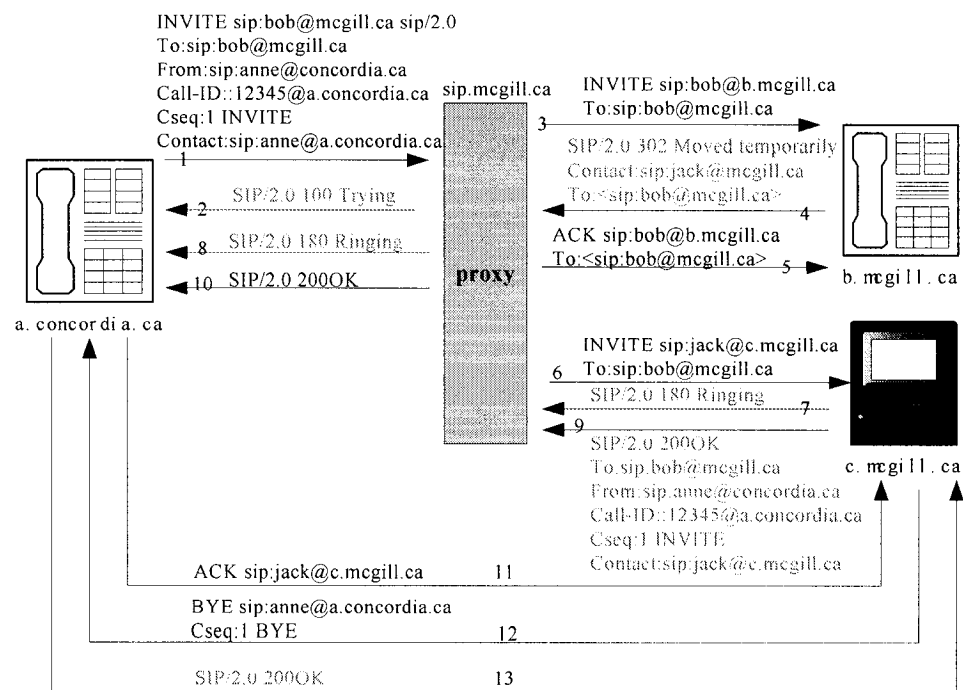 INVITE sip:bob@mcgill.ca sip/2.0
To:sip:bob@mcgill.ca
From:sip:anne@concordia.ca
Call-ID::12345@a.concordia.ca
Cseq:1 INVITE
Contact:sip:anne@a.concordia.ca
1
SIP/2.0 100 Trying
2
SIP/2.0 180 Ringing
8
10 SIP/2.0 200OK
a.concordia.ca
sip.mcgill.ca
proxy
INVITE sip:bob@b.mcgill.ca
3 To:sip:bob@mcgill.ca
SIP/2.0 302 Moved temporarily
Contact:sip:jack@mcgill.ca
To:<sip:bob@mcgill.ca>
4
ACK sip:bob@b.mcgill.ca
To:<sip:bob@mcgill.ca>
5
b.mcgill.ca
INVITE sip:jack@c.mcgill.ca
6 To:sip:bob@mcgill.ca
SIP/2.0 180 Ringing
7
9
SIP/2.0 200OK
To:sip:bob@mcgill.ca
From:sip:anne@concordia.ca
Call-ID::12345@a.concordia.ca
Cseq:1 INVITE
Contact:sip:jack@c.mcgill.ca
c.mcgill.ca
ACK sip:jack@c.mcgill.ca 11
BYE sip:anne@a.concordia.ca
Cseq:1 BYE 12
SIP/2.0 200OK 13